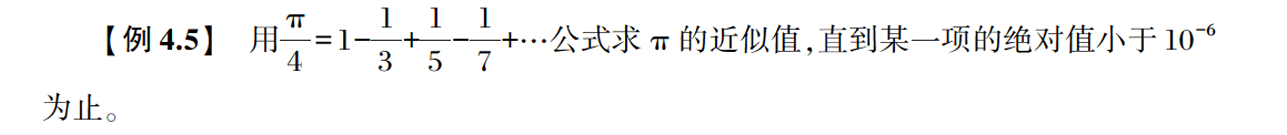 【例 4.5】 用π/4=1-1/3+1/5-1/7+…公式求 π 的近似值,直到某一项的绝对值小于 10⁻⁶
为止。